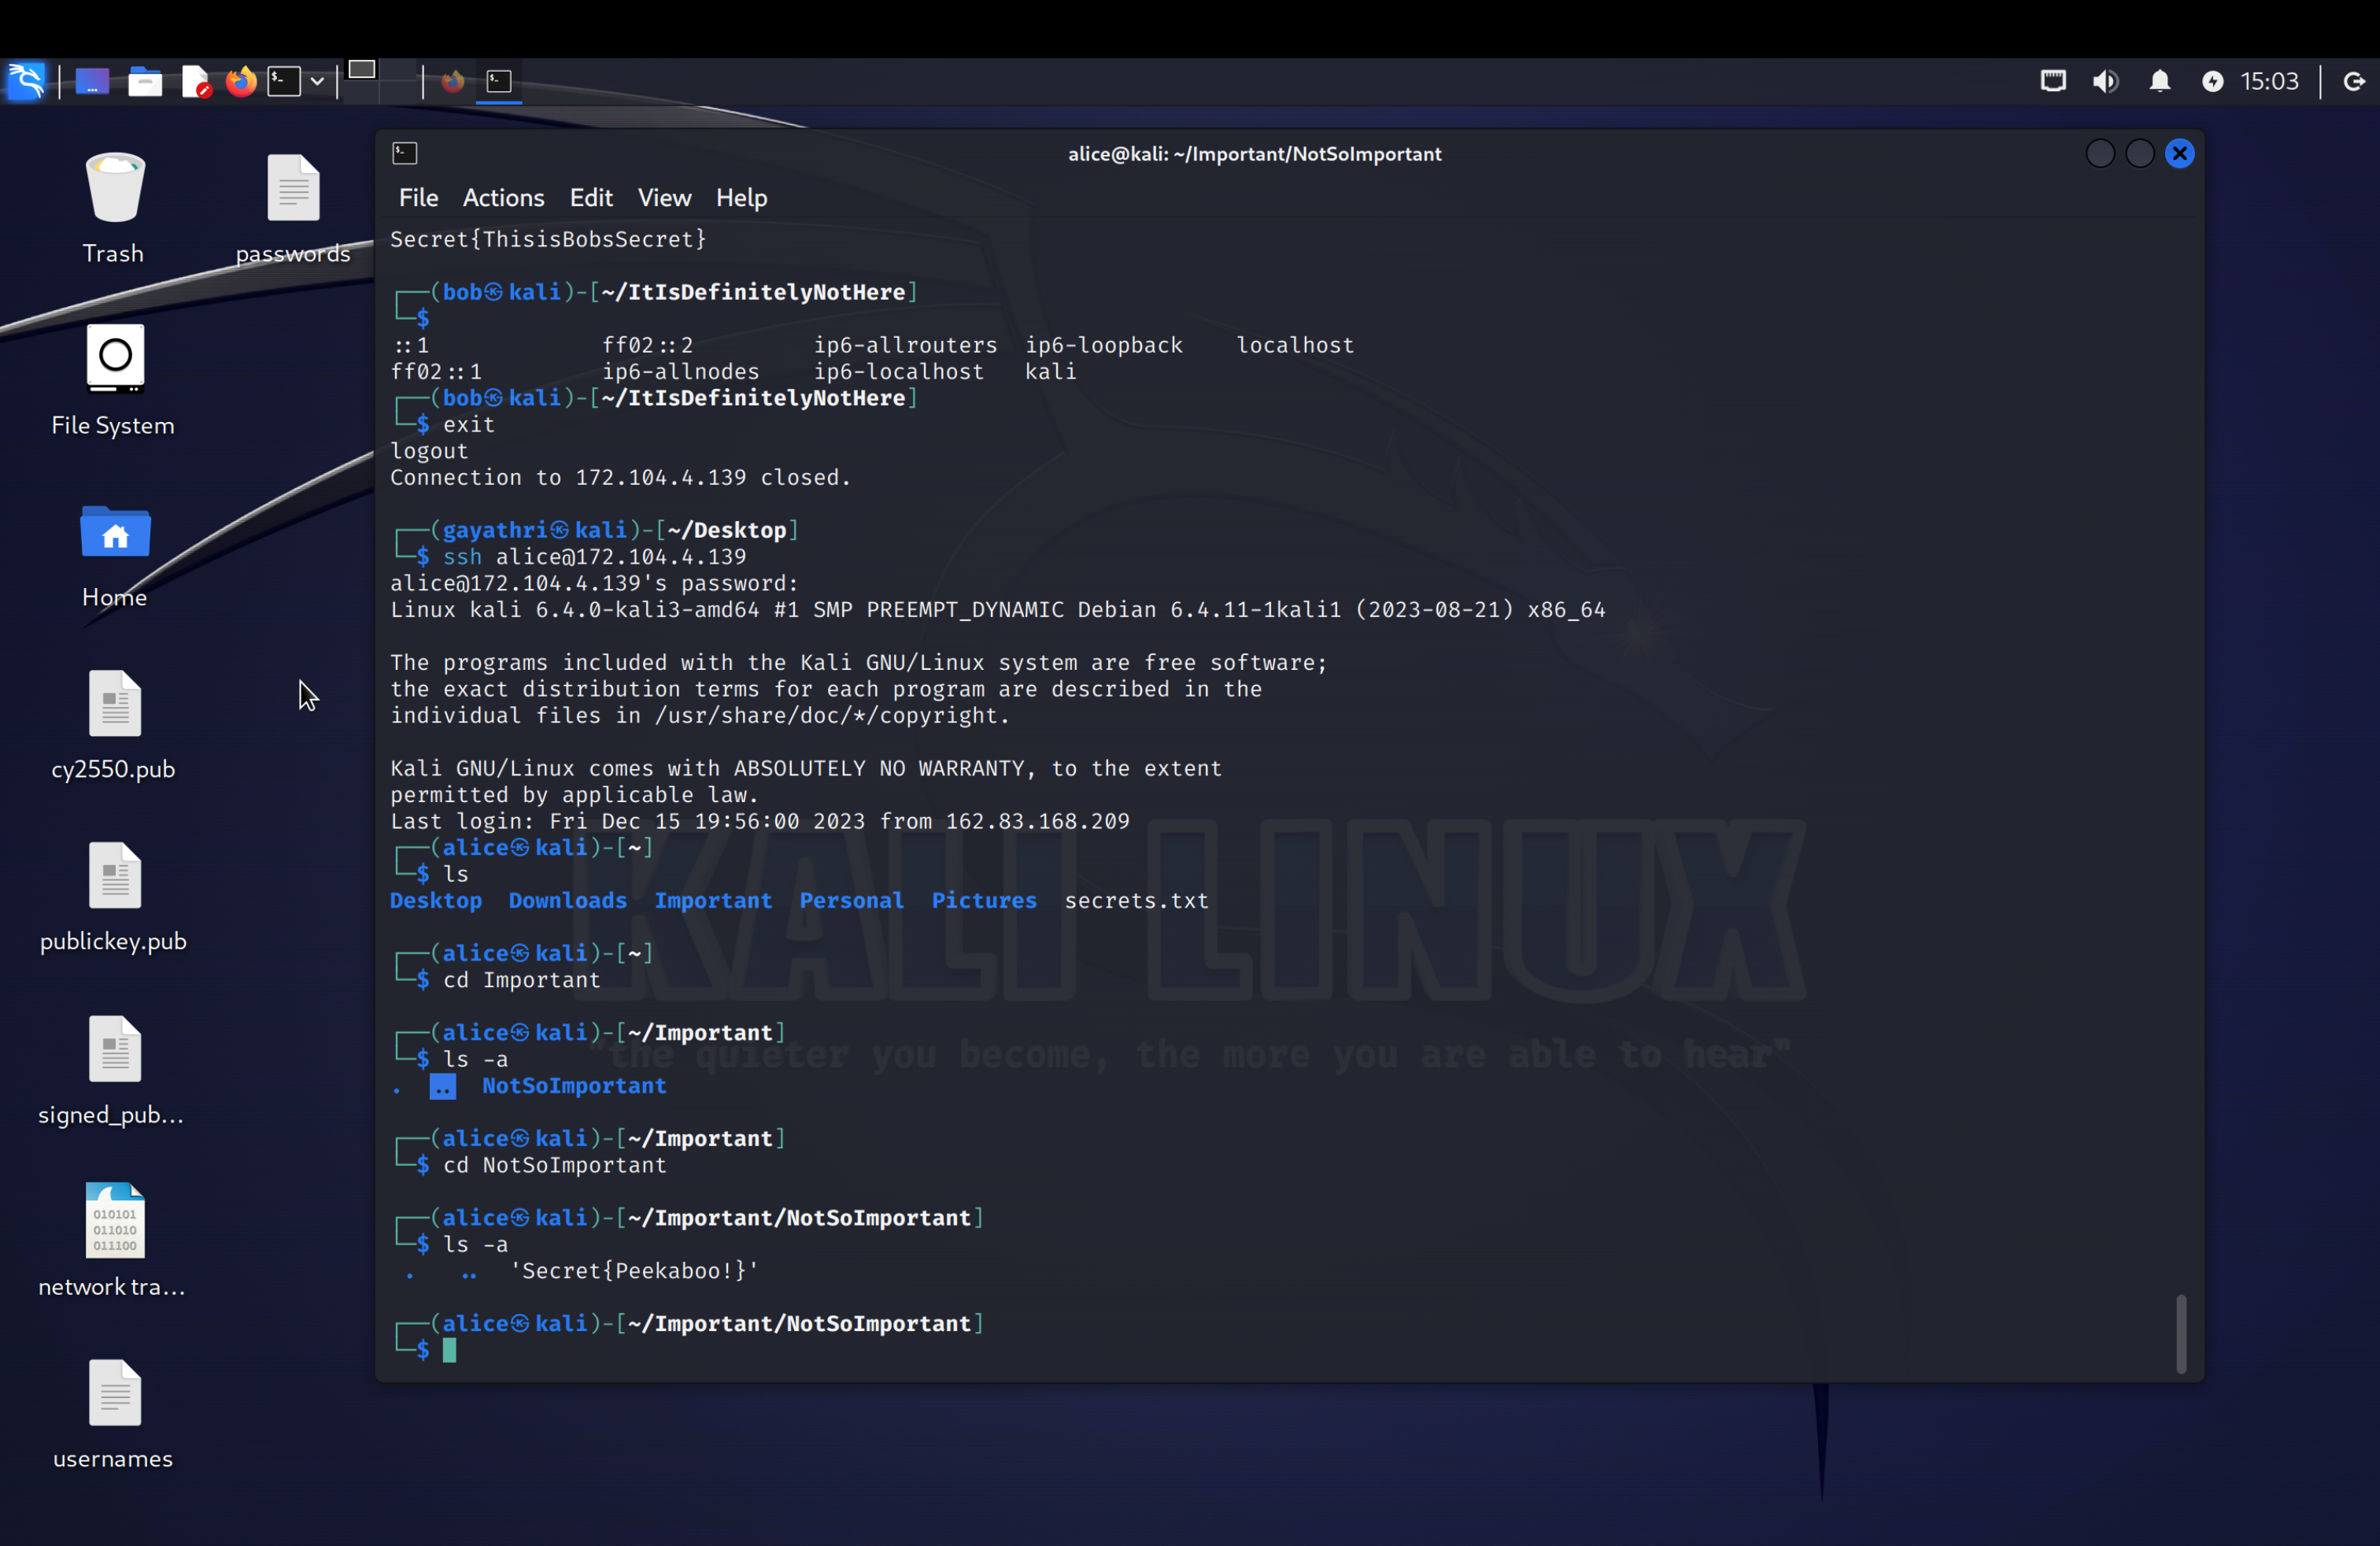 15:03
alice@kali: ~/Important/NotSoImportant
File Actions Edit View Help
Trash
passwords
File System
Home
cy2550.pub
publickey.pub
signed_pub...
010101
011010
011100
network tra...
usernames
Secret{ThisisBobsSecret}
(bob㉿kali)-[~/ItIsDefinitelyNotHere]
$
::1 ff02::2 ip6-allrouters ip6-loopback localhost
ff02::1 ip6-allnodes ip6-localhost kali
(bob㉿kali)-[~/ItIsDefinitelyNotHere]
$ exit
logout
Connection to 172.104.4.139 closed.
(gayathri㉿kali)-[~/Desktop]
$ ssh alice@172.104.4.139
alice@172.104.4.139's password:
Linux kali 6.4.0-kali3-amd64 #1 SMP PREEMPT_DYNAMIC Debian 6.4.11-1kali1 (2023-08-21) x86_64
The programs included with the Kali GNU/Linux system are free software;
the exact distribution terms for each program are described in the
individual files in /usr/share/doc/*/copyright.
Kali GNU/Linux comes with ABSOLUTELY NO WARRANTY, to the extent
permitted by applicable law.
Last login: Fri Dec 15 19:56:00 2023 from 162.83.168.209
(alice㉿kali)-[~]
$ ls
Desktop Downloads Important Personal Pictures secrets.txt
(alice㉿kali)-[~]
$ cd Important
(alice㉿kali)-[~/Important]
$ ls -a
. .. NotSoImportant
(alice㉿kali)-[~/Important]
$ cd NotSoImportant
(alice㉿kali)-[~/Important/NotSoImportant]
$ ls -a
. .. 'Secret{Peekaboo!}'
(alice㉿kali)-[~/Important/NotSoImportant]
$
KALI LINUX
"the quieter you become, the more you are able to hear"